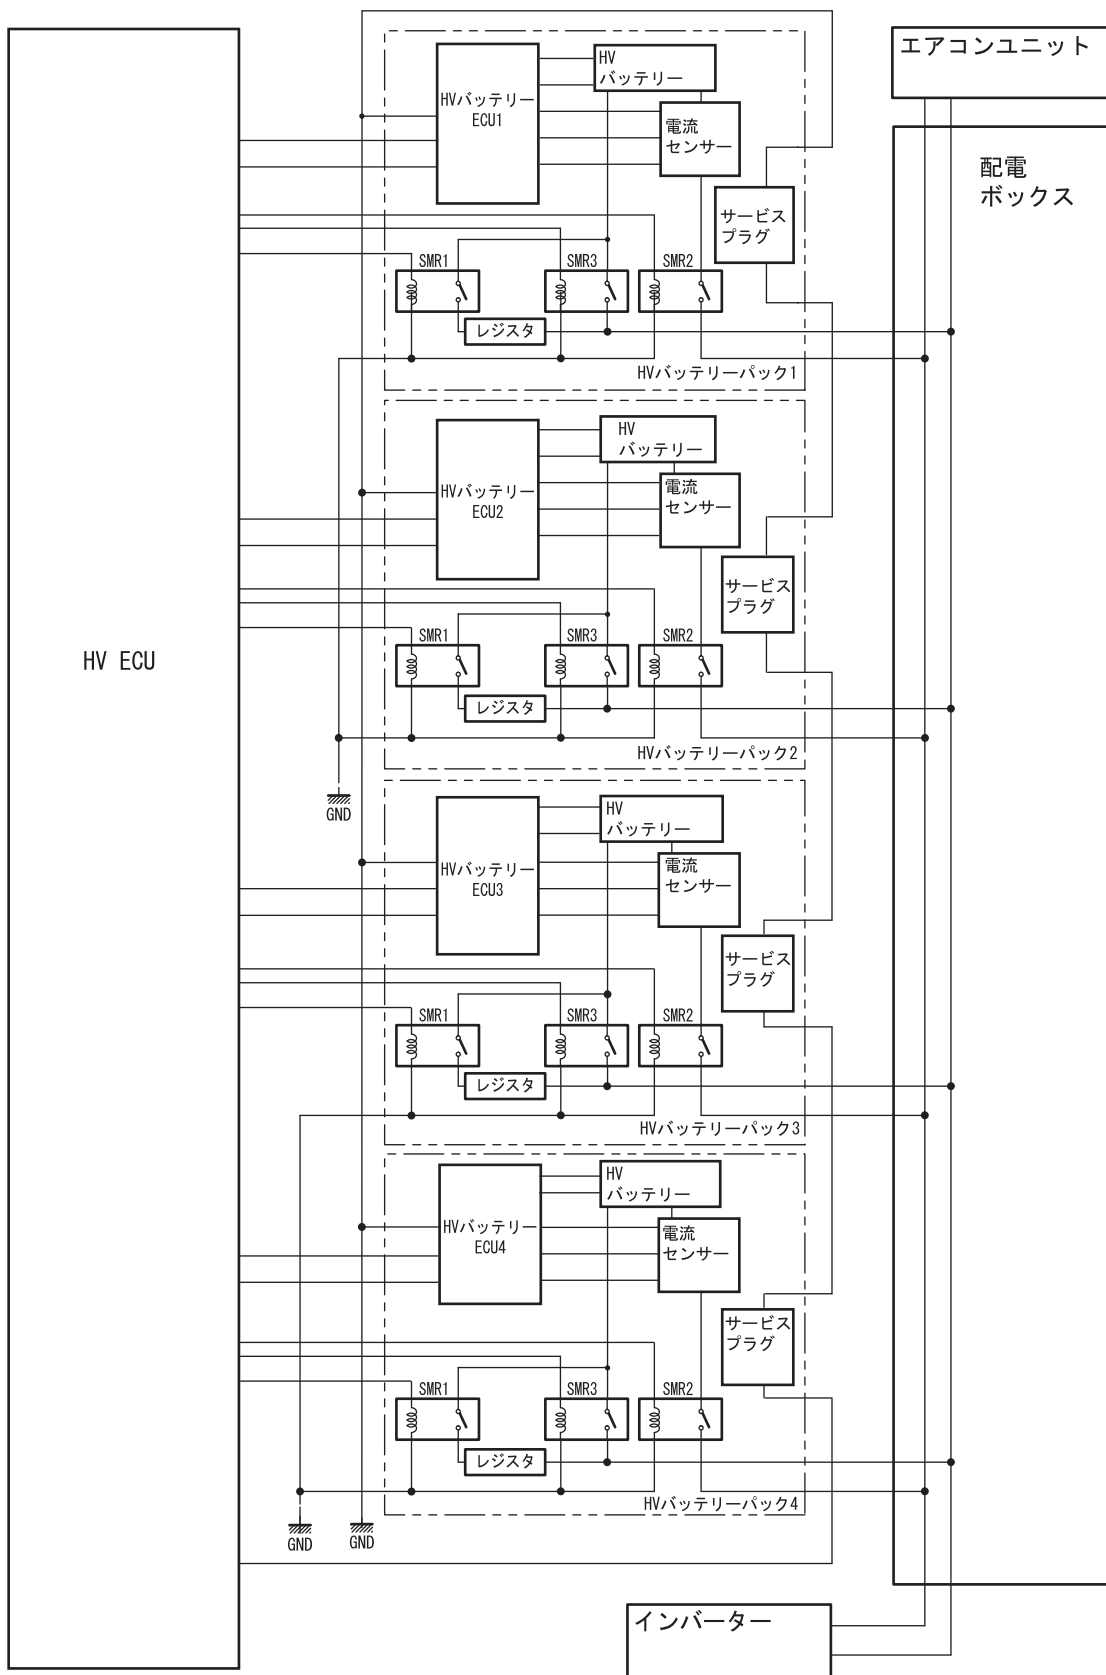 エアコンユニット
配電
ボックス
HV ECU
HV
バッテリー
HVバッテリー
ECU1
電流
センサー
サービス
プラグ
SMR1
SMR3
SMR2
レジスタ
HVバッテリーパック1
HV
バッテリー
HVバッテリー
ECU2
電流
センサー
サービス
プラグ
SMR1
SMR3
SMR2
レジスタ
HVバッテリーパック2
GND
HV
バッテリー
HVバッテリー
ECU3
電流
センサー
サービス
プラグ
SMR1
SMR3
SMR2
レジスタ
HVバッテリーパック3
HV
バッテリー
HVバッテリー
ECU4
電流
センサー
サービス
プラグ
SMR1
SMR3
SMR2
レジスタ
HVバッテリーパック4
GND
GND
インバーター